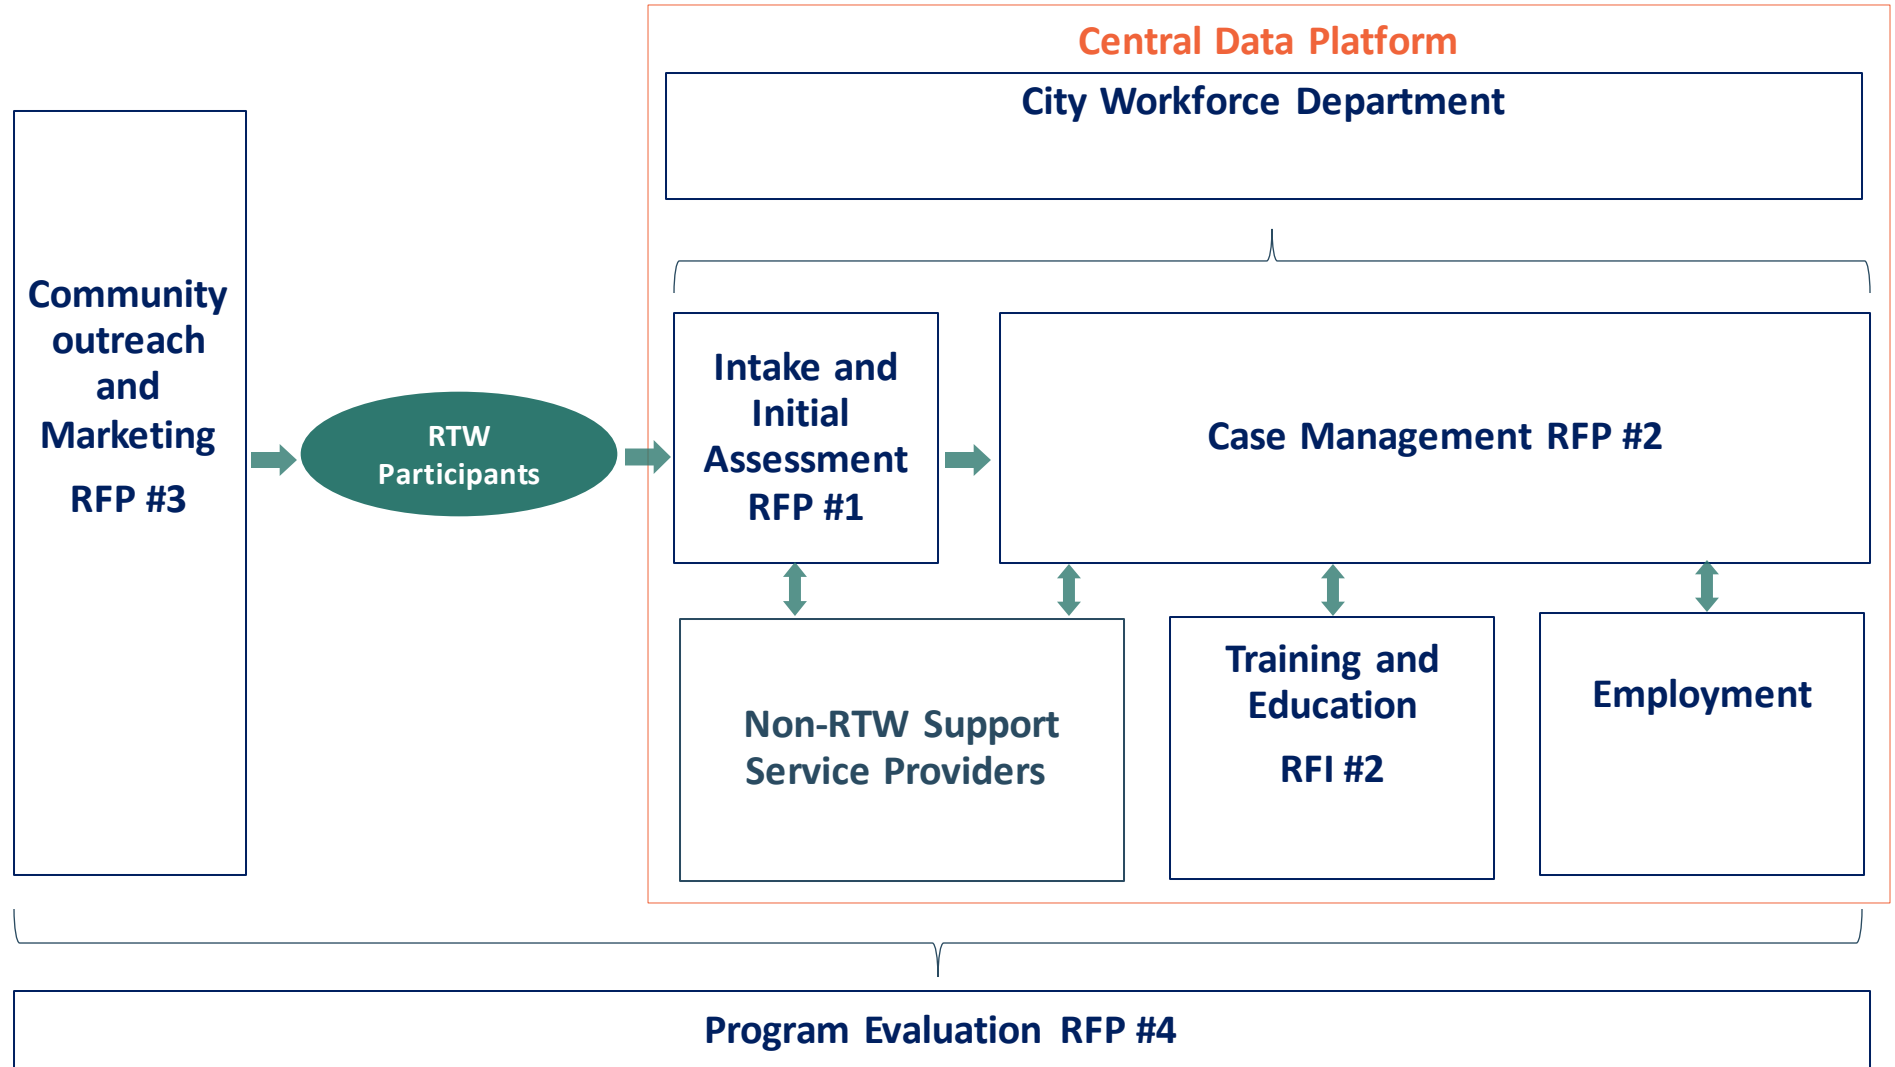 Central Data Platform
City Workforce Department
Community
outreach
and
Marketing
RFP #3
RTW
Participants
Intake and
Initial
Assessment
RFP #1
Case Management RFP #2
Non-RTW Support
Service Providers
Training and
Education
RFI #2
Employment
Program Evaluation RFP #4